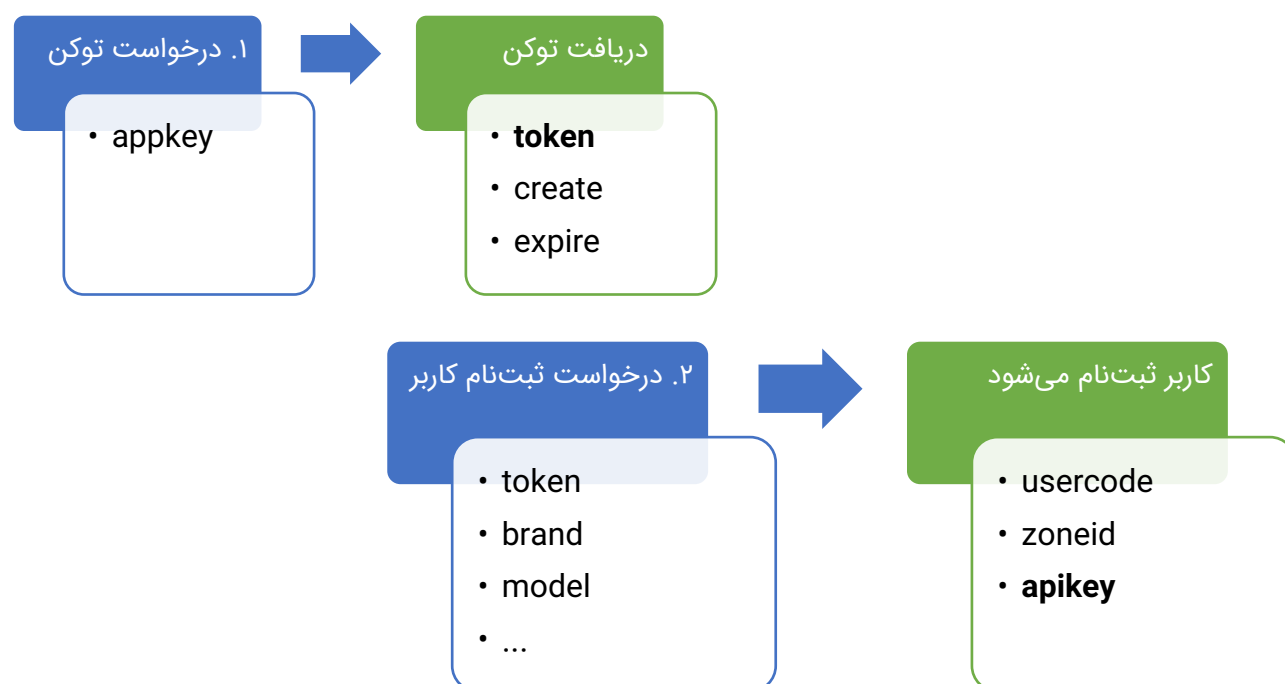 ۱. درخواست توکن
• appkey
دریافت توکن
• token
• create
• expire
۲. درخواست ثبت‌نام کاربر
• token
• brand
• model
• ...
کاربر ثبت‌نام می‌شود
• usercode
• zoneid
• apikey